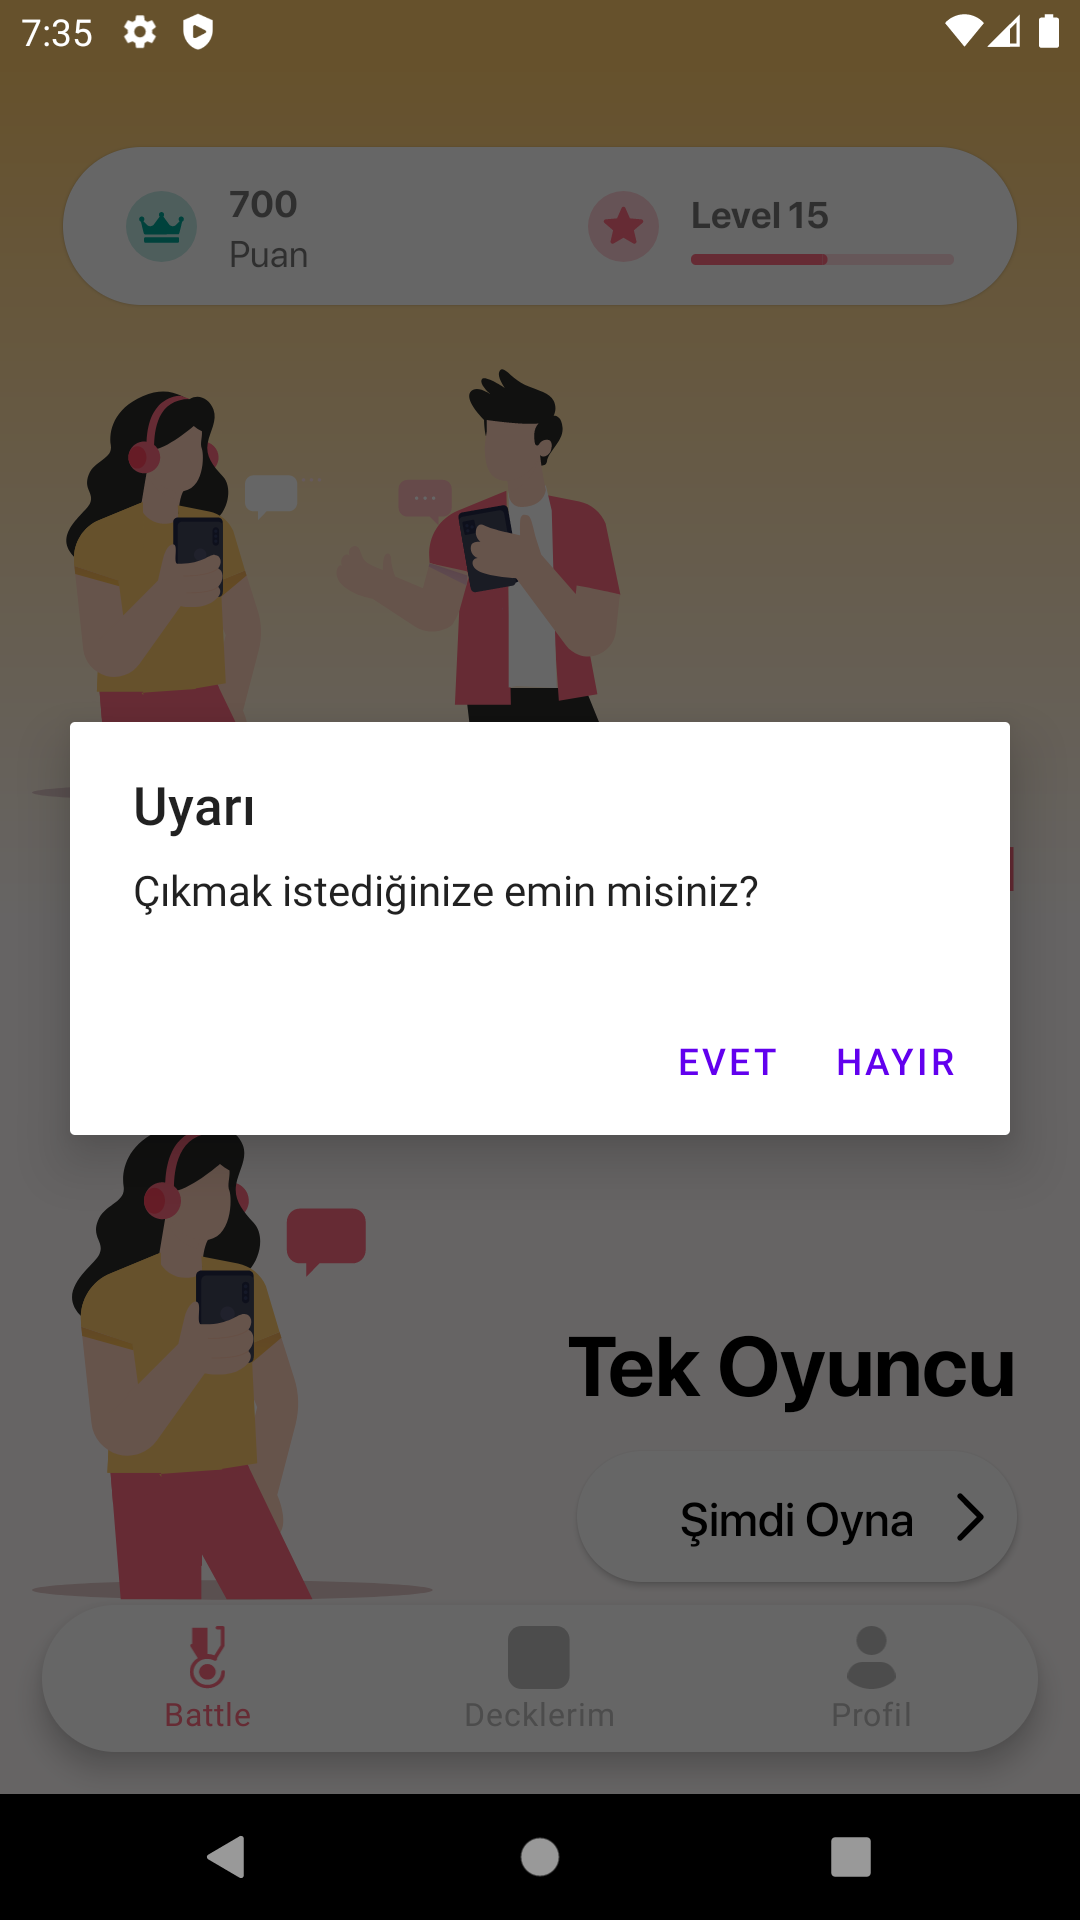 7:35
700
Puan
Level 15
Uyarı
Çıkmak istediğinize emin misiniz?
EVET HAYIR
Tek Oyuncu
Şimdi Oyna
Battle Decklerim Profil